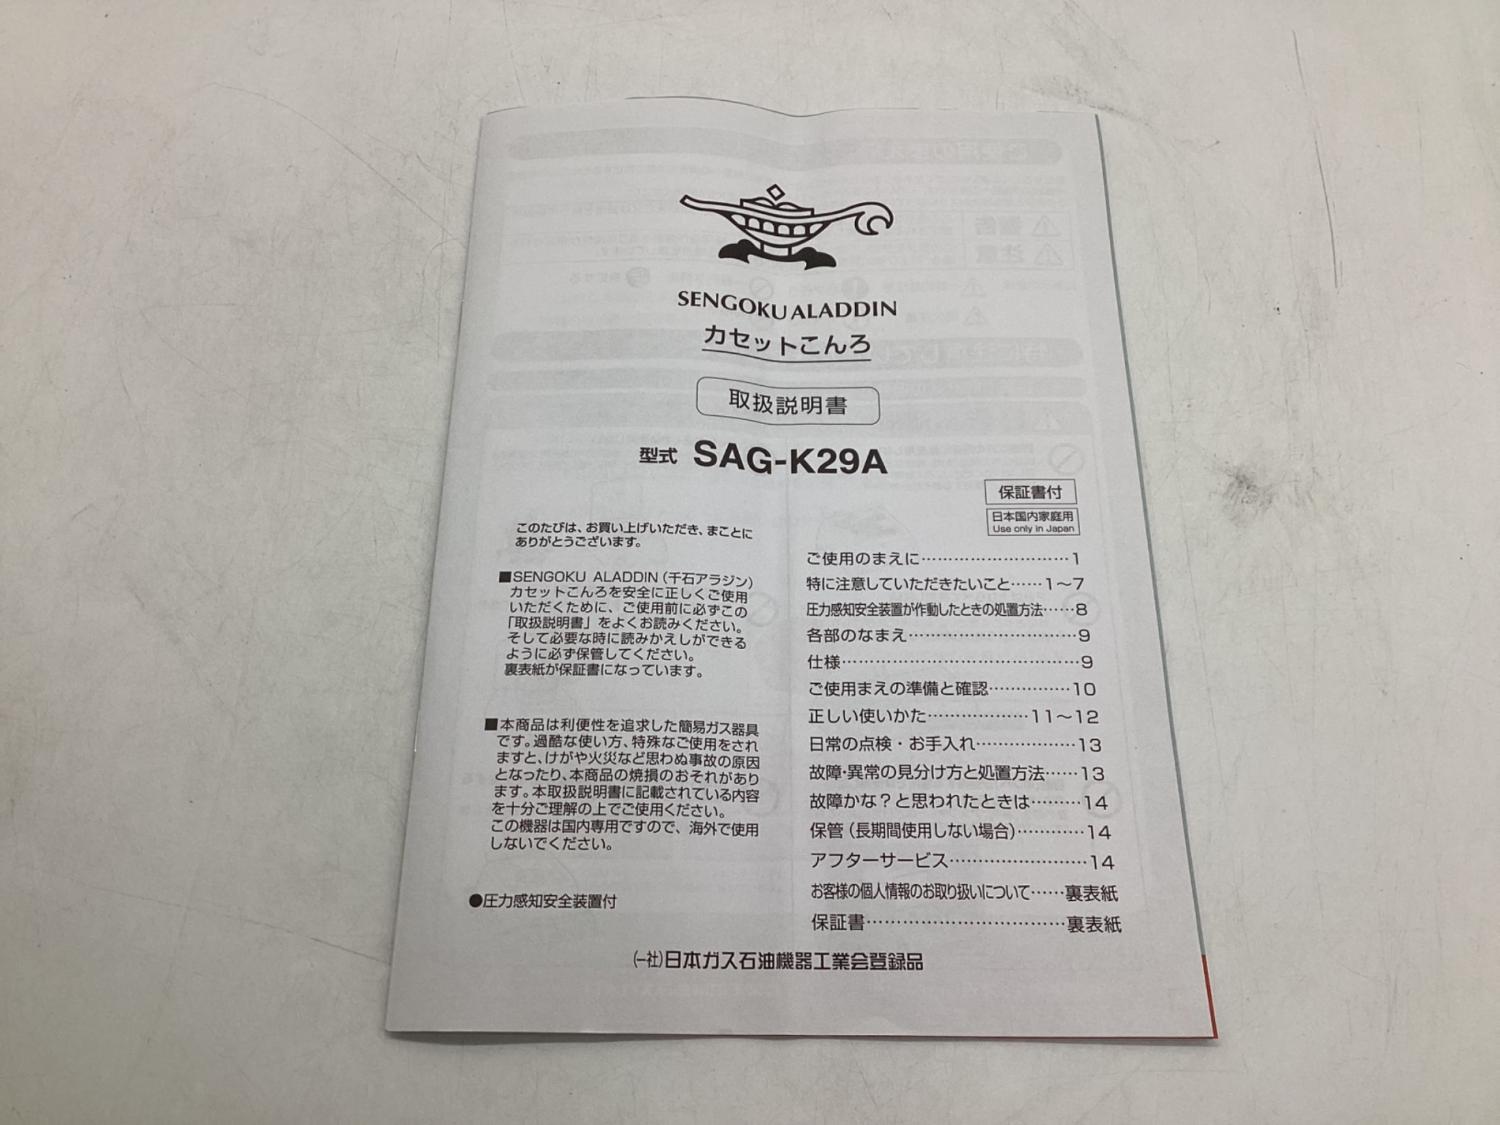 SENGOKU ALADDIN
カセットこんろ
取扱説明書
型式 SAG-K29A
保証書付
日本国内家庭用
Use only in Japan
このたびは、お買い上げいただき、まことに
ありがとうございます。
■SENGOKU ALADDIN(千石アラジン)
カセットこんろを安全に正しくご使用
いただくために、ご使用前に必ずこの
「取扱説明書」をよくお読みください。
そして必要な時に読みかえしができる
ように必ず保管してください。
裏表紙が保証書になっています。
■本商品は利便性を追求した簡易ガス器具
です。過酷な使い方、特殊なご使用をされ
ますと、けがや火災など思わぬ事故の原因
となったり、本商品の焼損のおそれがあり
ます。本取扱説明書に記載されている内容
を十分ご理解の上でご使用ください。
この機器は国内専用ですので、海外で使用
しないでください。
●圧力感知安全装置付
ご使用のまえに…………………………1
特に注意していただきたいこと……1～7
圧力感知安全装置が作動したときの処置方法……8
各部のなまえ……………………………9
仕様………………………………………9
ご使用まえの準備と確認……………10
正しい使いかた………………11～12
日常の点検・お手入れ………………13
故障・異常の見分け方と処置方法……13
故障かな？と思われたときは………14
保管(長期間使用しない場合)…………14
アフターサービス……………………14
お客様の個人情報のお取り扱いについて……裏表紙
保証書………………………………裏表紙
(一社)日本ガス石油機器工業会登録品